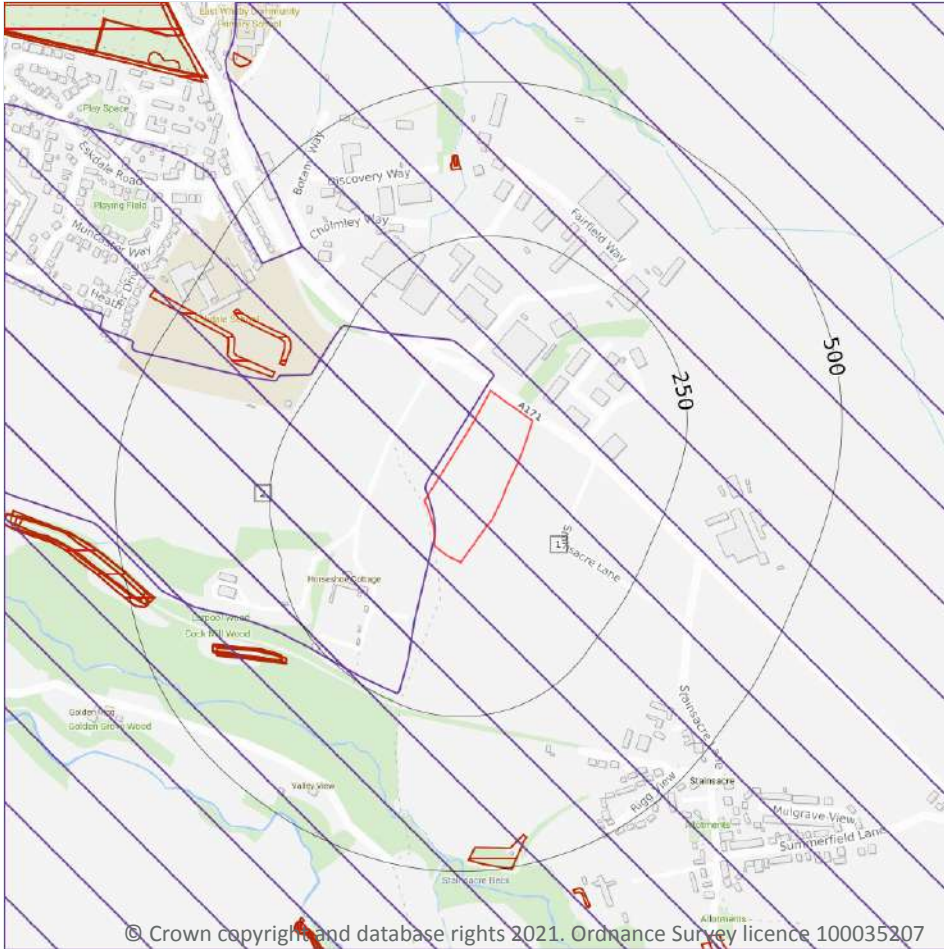 East Whitby Community
Primary School
Play Space
Eskdale Road
Botany Way
Discovery Way
Playing Field
Cholmley Way
Fairfield Way
Muncaster Way
Heather Drive
Eskdale School
500
250
A171
2
1
Stainsacre Lane
Horseshoe Cottage
Larpool Wood
Cock Mill Wood
Golden Grove Wood
Stainsacre Lane
Valley View
Stainsacre
Rigg View
Mulgrave View
Allotments
Summerfield Lane
Stainsacre Beck
Allotments
© Crown copyright and database rights 2021. Ordnance Survey licence 100035207